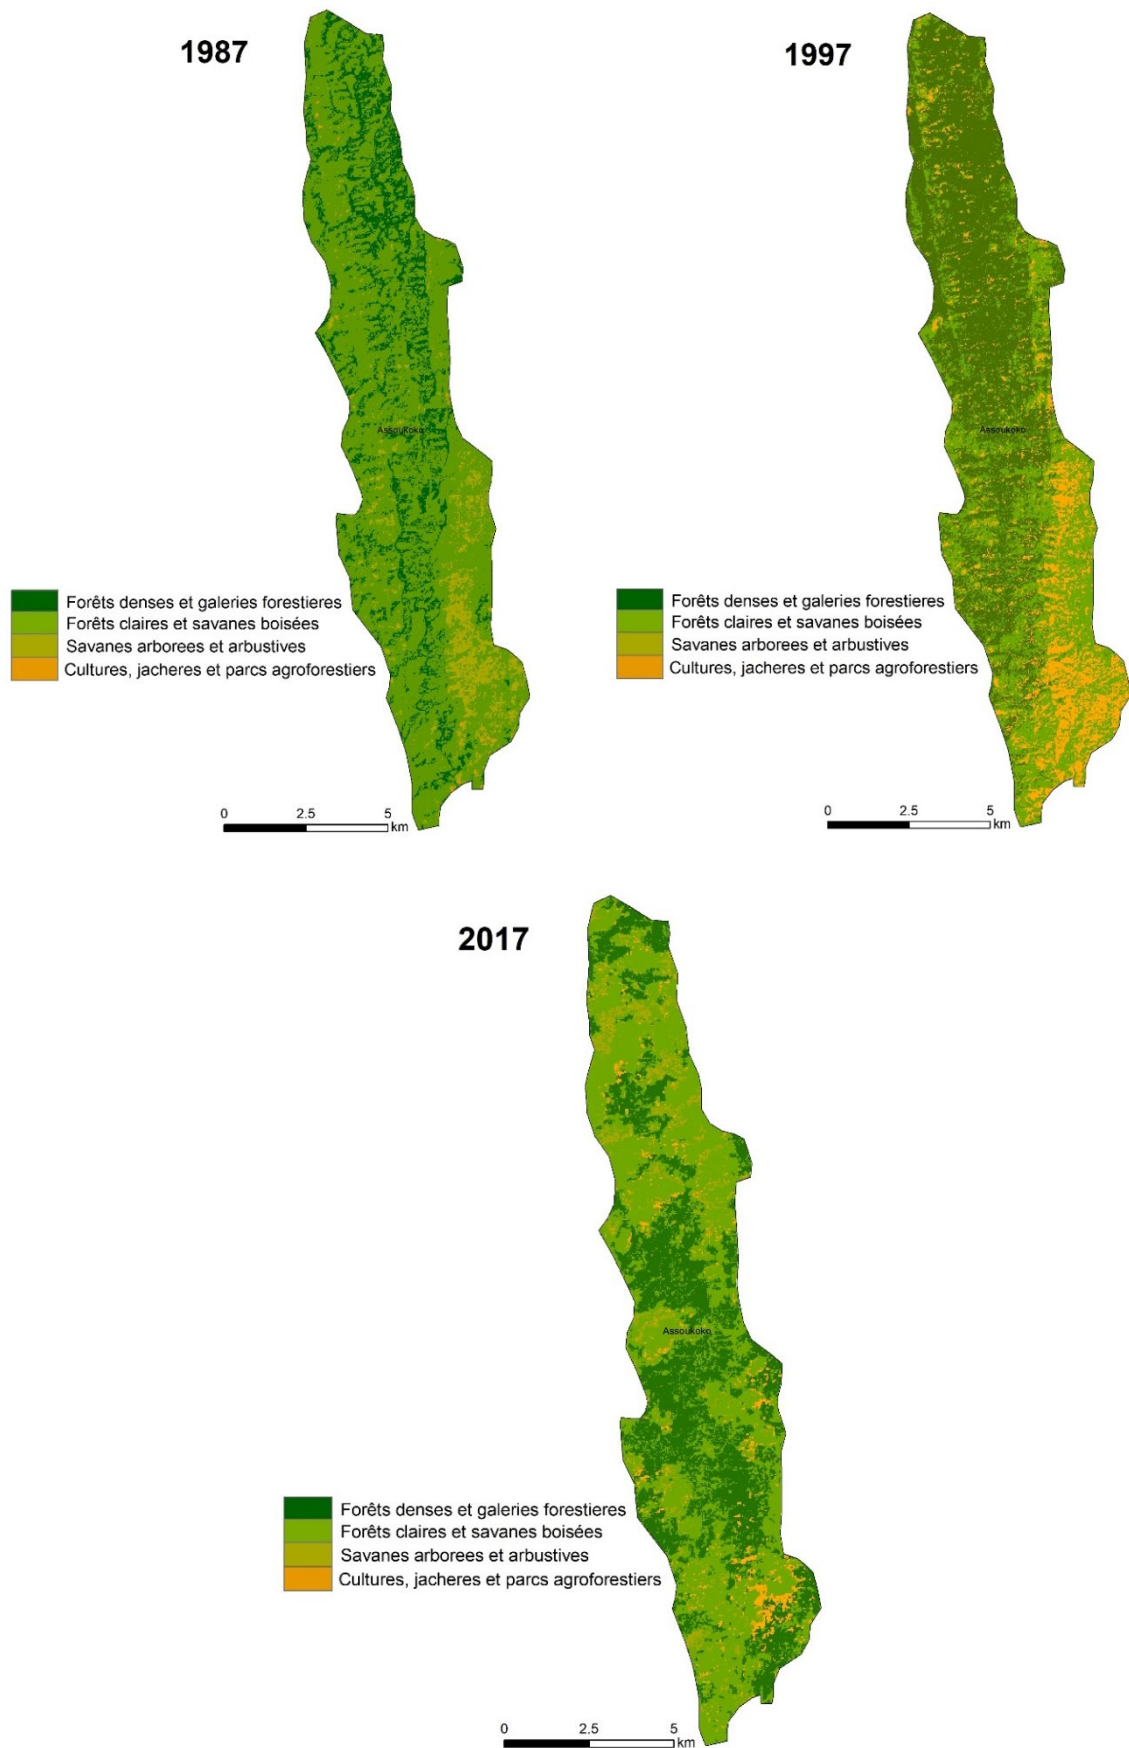 1987
Assoukoko
Forêts denses et galeries forestieres
Forêts claires et savanes boisées
Savanes arborees et arbustives
Cultures, jacheres et parcs agroforestiers
0 2.5 5
km
1997
Assoukoko
Forêts denses et galeries forestieres
Forêts claires et savanes boisées
Savanes arborees et arbustives
Cultures, jacheres et parcs agroforestiers
0 2.5 5
km
2017
Assoukoko
Forêts denses et galeries forestieres
Forêts claires et savanes boisées
Savanes arborees et arbustives
Cultures, jacheres et parcs agroforestiers
0 2.5 5
km